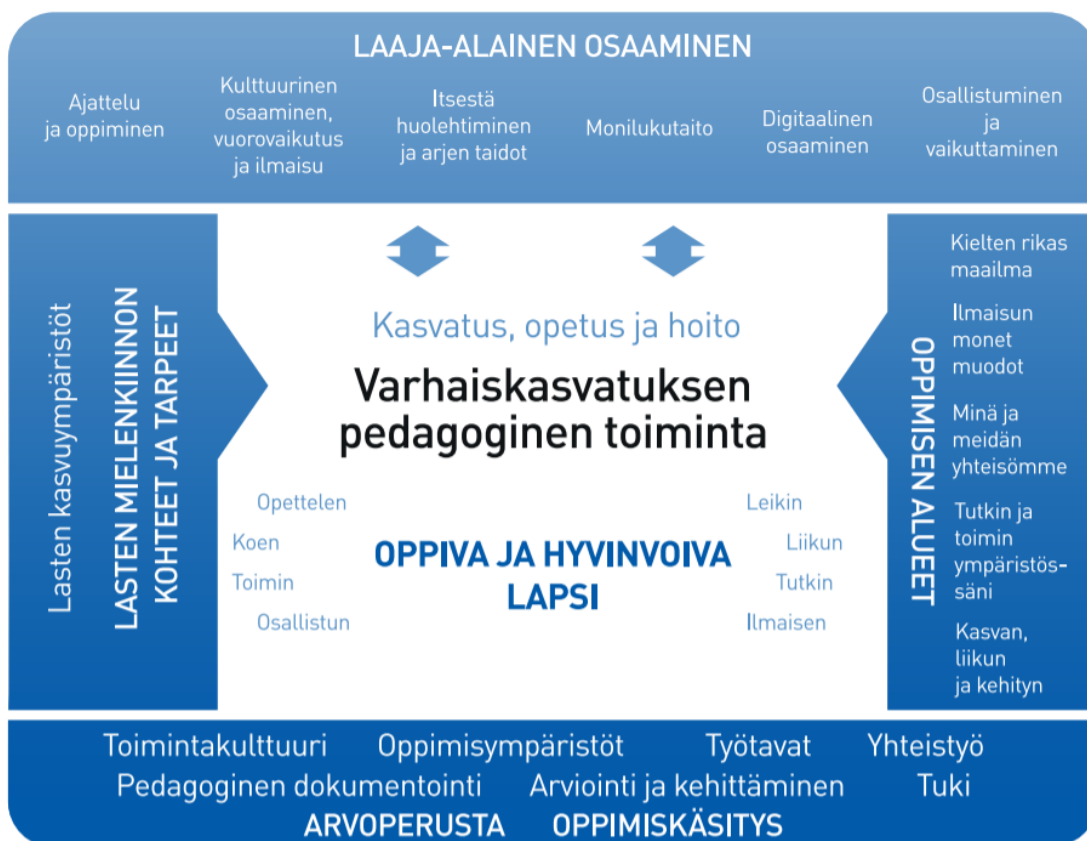 LAAJA-ALAINEN OSAAMINEN
Ajattelu
ja oppiminen
Kulttuurinen
osaaminen,
vuorovaikutus
ja ilmaisu
Itsestä
huolehtiminen
ja arjen taidot
Monilukutaito
Digitaalinen
osaaminen
Osallistuminen
ja
vaikuttaminen
Lasten kasvuympäristöt
LASTEN MIELENKIINNON
KOHTEET JA TARPEET
Kasvatus, opetus ja hoito
Varhaiskasvatuksen
pedagoginen toiminta
Opettelen
Koen
Toimin
Osallistun
OPPIVA JA HYVINVOIVA
LAPSI
Leikin
Liikun
Tutkin
Ilmaisen
OPPIMISEN ALUEET
Kielten rikas
maailma
Ilmaisun
monet
muodot
Minä ja
meidän
yhteisömme
Tutkin ja
toimin
ympäristös-
säni
Kasvan,
liikun
ja kehityn
Toimintakulttuuri Oppimisympäristöt Työtavat Yhteistyö
Pedagoginen dokumentointi Arviointi ja kehittäminen Tuki
ARVOPERUSTA OPPIMISKÄSITYS